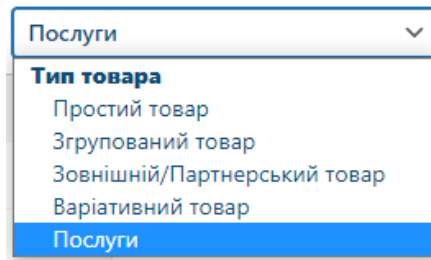 Послуги
Тип товара
Простий товар
Згрупований товар
Зовнішній/Партнерський товар
Варіативний товар
Послуги